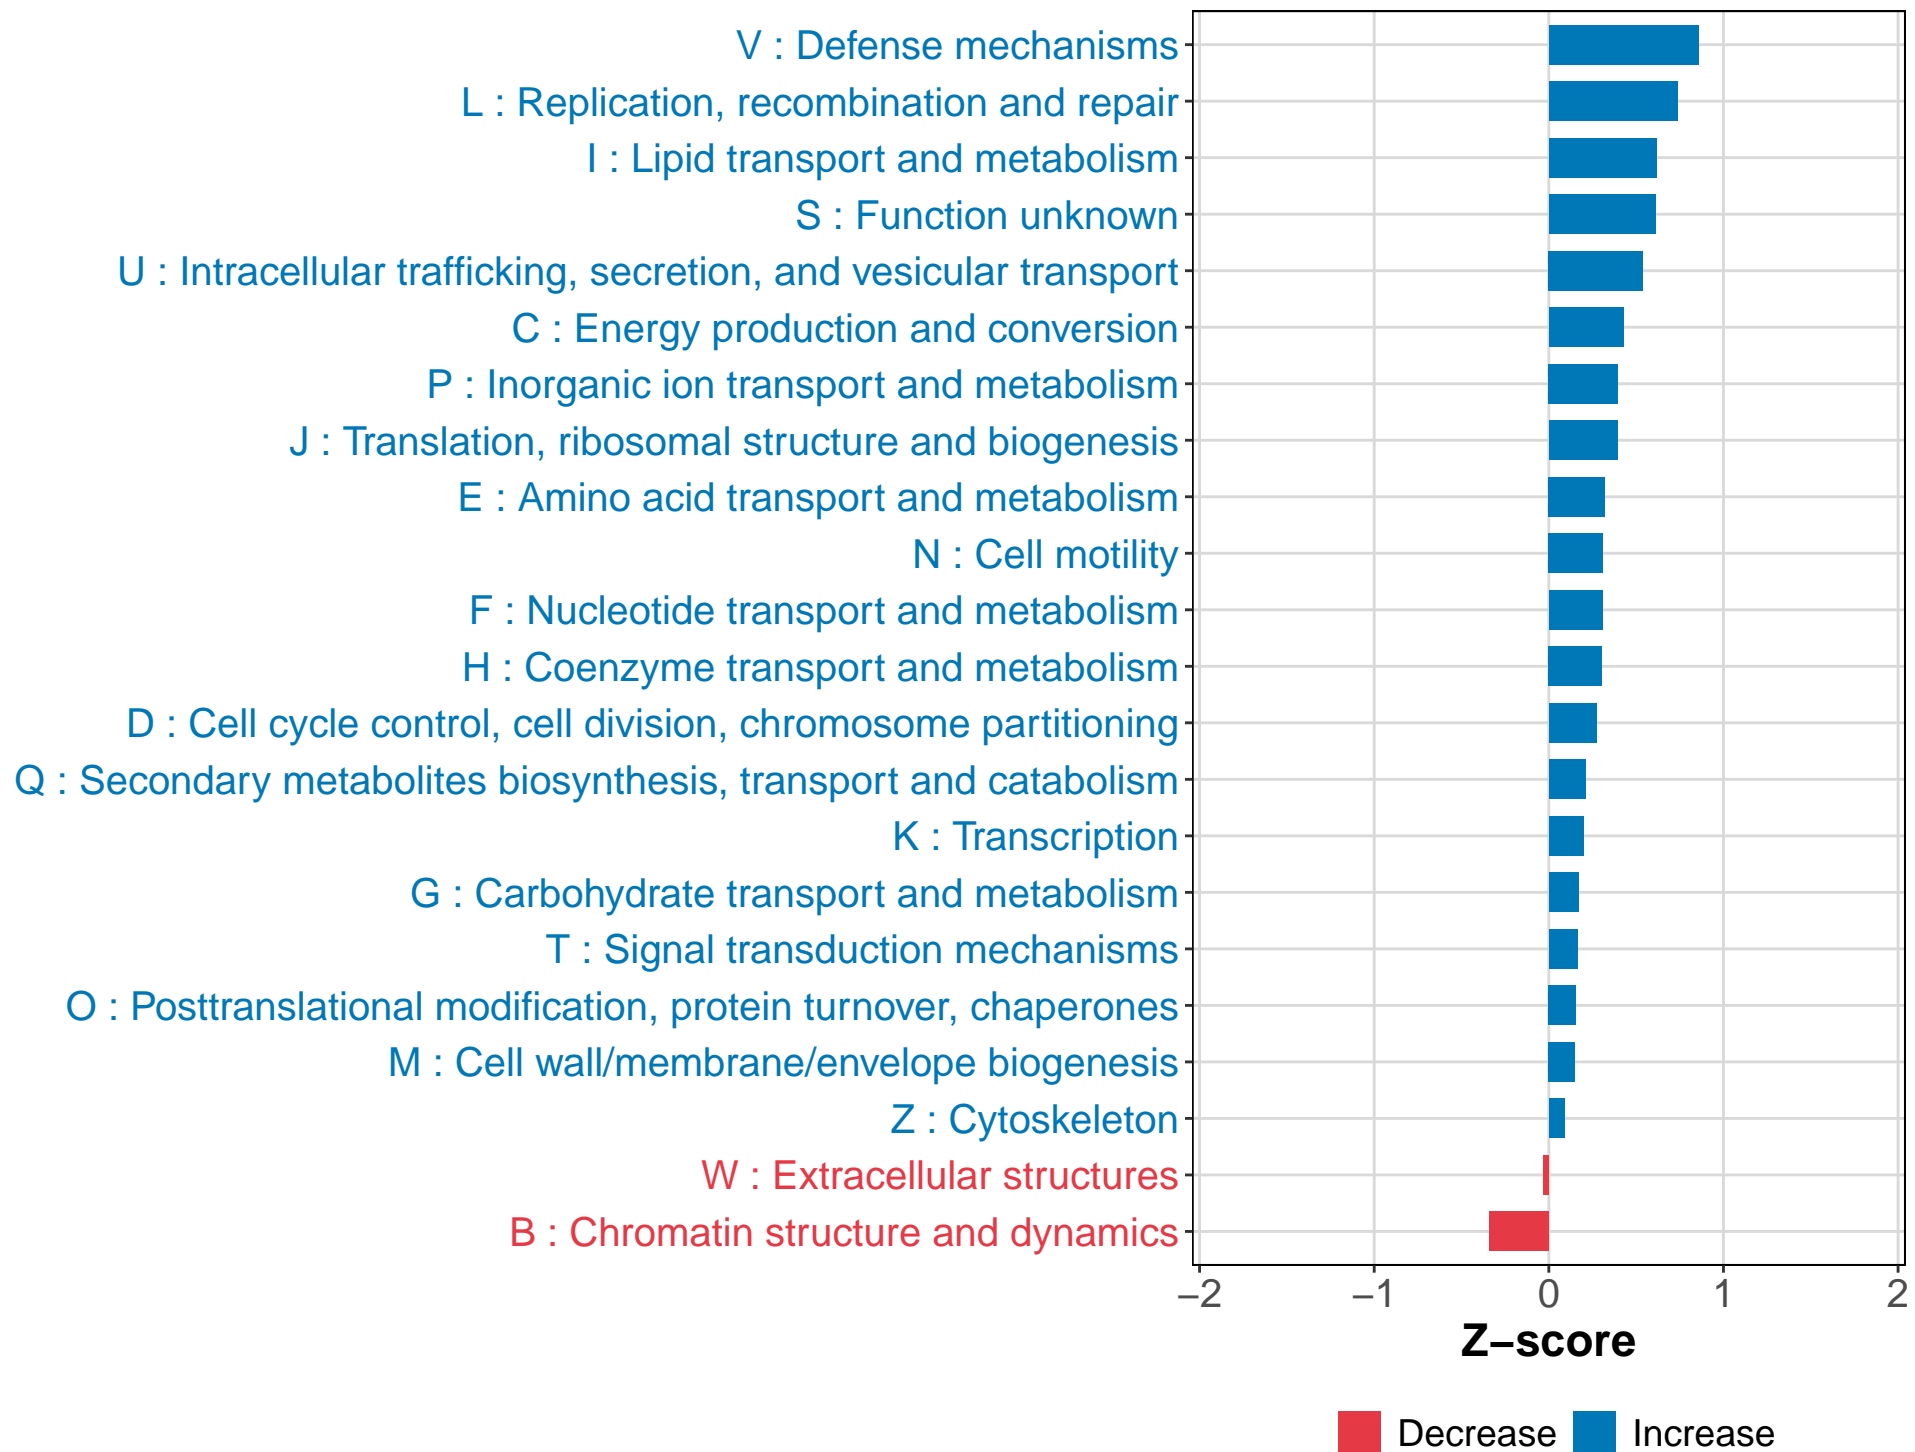 V : Defense mechanisms
L : Replication, recombination and repair
I : Lipid transport and metabolism
S : Function unknown
U : Intracellular trafficking, secretion, and vesicular transport
C : Energy production and conversion
P : Inorganic ion transport and metabolism
J : Translation, ribosomal structure and biogenesis
E : Amino acid transport and metabolism
N : Cell motility
F : Nucleotide transport and metabolism
H : Coenzyme transport and metabolism
D : Cell cycle control, cell division, chromosome partitioning
Q : Secondary metabolites biosynthesis, transport and catabolism
K : Transcription
G : Carbohydrate transport and metabolism
T : Signal transduction mechanisms
O : Posttranslational modification, protein turnover, chaperones
M : Cell wall/membrane/envelope biogenesis
Z : Cytoskeleton
W : Extracellular structures
B : Chromatin structure and dynamics
−2 −1 0 1 2
Z−score
Decrease Increase